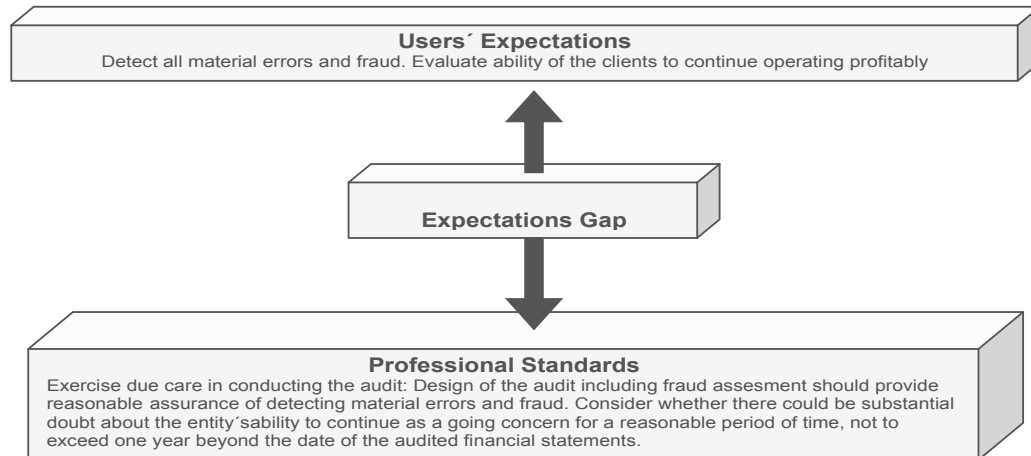 Users´ Expectations
Detect all material errors and fraud. Evaluate ability of the clients to continue operating profitably
Expectations Gap
Professional Standards
Exercise due care in conducting the audit: Design of the audit including fraud assesment should provide
reasonable assurance of detecting material errors and fraud. Consider whether there could be substantial
doubt about the entity´sability to continue as a going concern for a reasonable period of time, not to
exceed one year beyond the date of the audited financial statements.